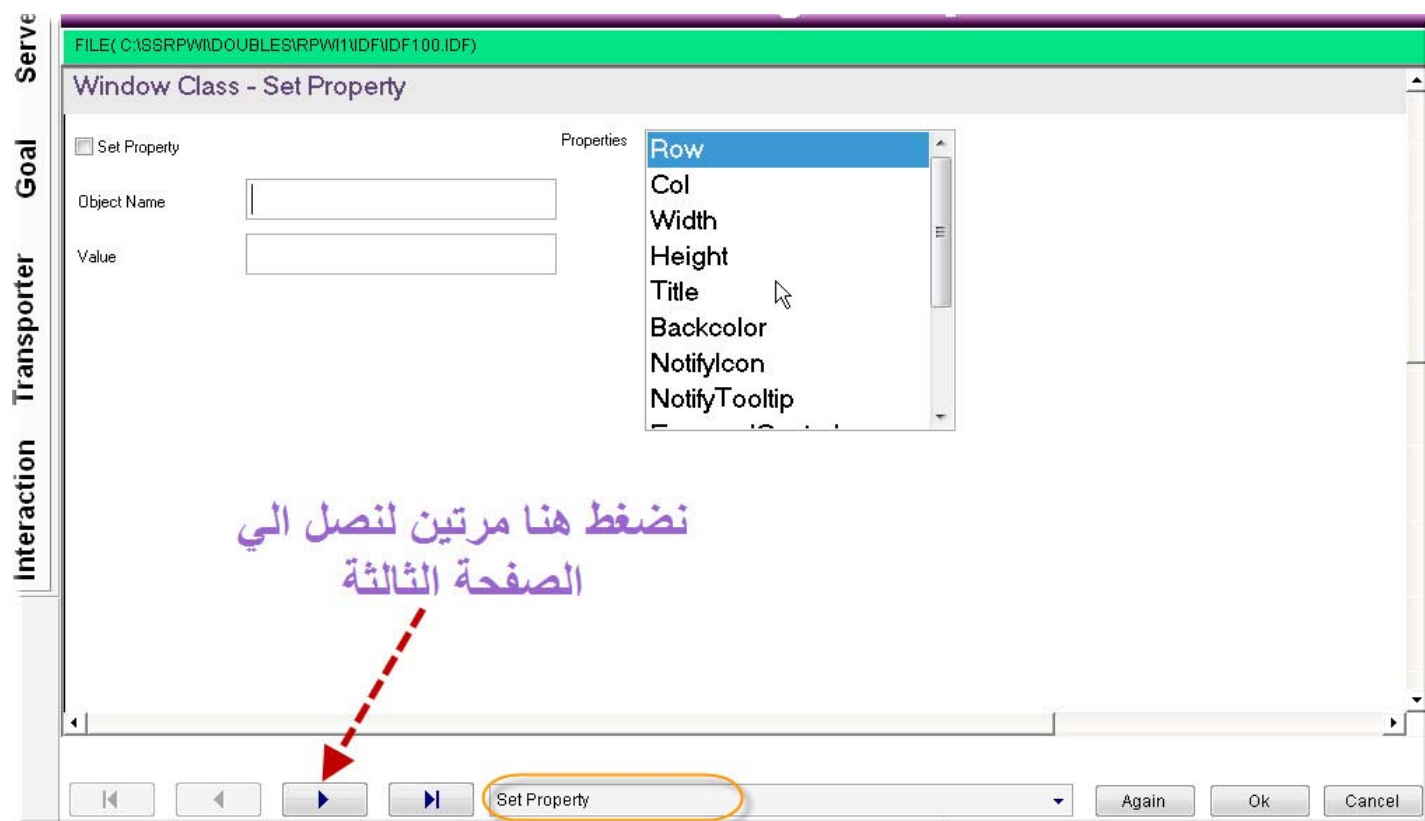 Server
Goal
Transporter
Interaction
FILE( C:\SSRPWI\DOUBLES\RPWI1\IDF\IDF100.IDF)
Window Class - Set Property
Set Property
Properties
Row
Col
Width
Height
Title
Backcolor
NotifyIcon
NotifyTooltip
Object Name
Value
نضغط هنا مرتين لنصل الي
الصفحة الثالثة
Set Property
Again
Ok
Cancel